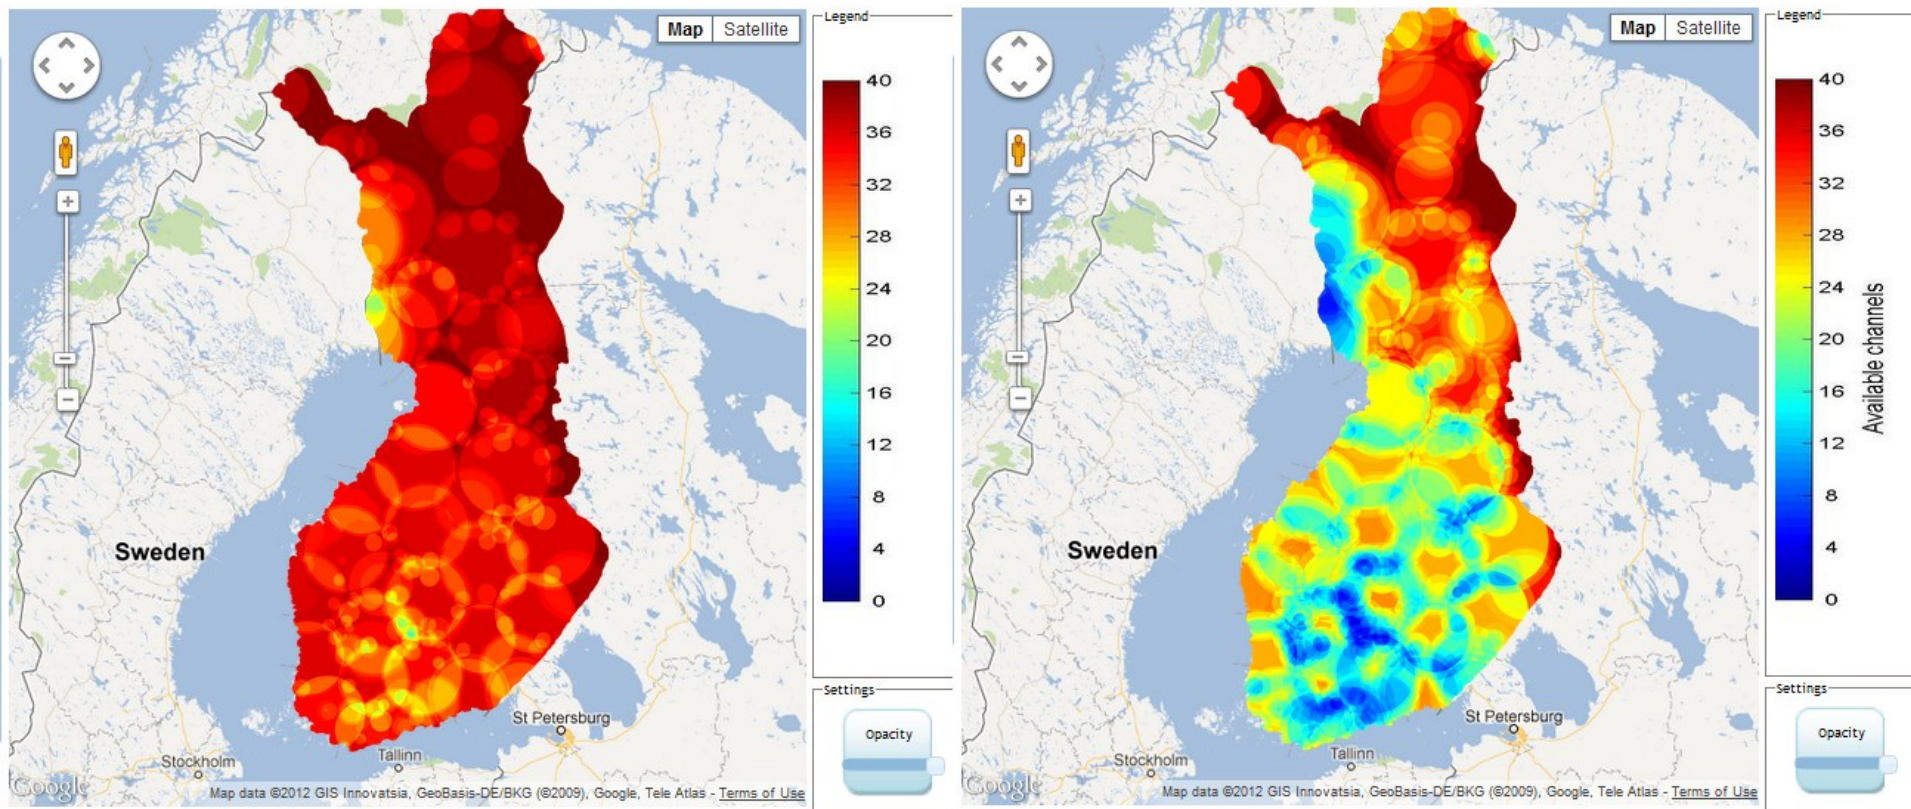 Map Satellite
Legend
40
36
32
28
24
20
16
12
8
4
0
Sweden
St Petersburg
Stockholm
Tallinn
Google
Map data ©2012 GIS Innovatsia, GeoBasis-DE/BKG (©2009), Google, Tele Atlas - Terms of Use
Settings
Opacity
Map Satellite
Legend
40
36
32
28
24
20
16
12
8
4
0
Available channels
Sweden
St Petersburg
Stockholm
Tallinn
Google
Map data ©2012 GIS Innovatsia, GeoBasis-DE/BKG (©2009), Google, Tele Atlas - Terms of Use
Settings
Opacity